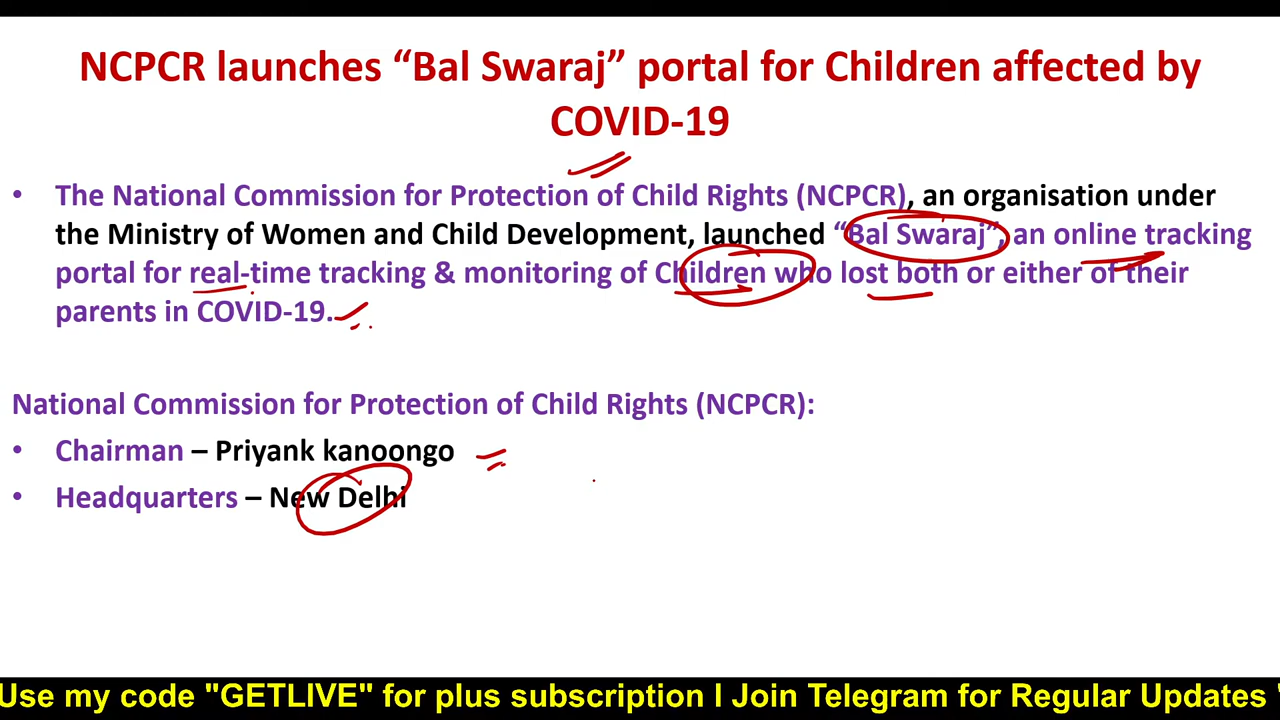 NCPCR launches “Bal Swaraj” portal for Children affected by
COVID-19
• The National Commission for Protection of Child Rights (NCPCR), an organisation under
the Ministry of Women and Child Development, launched “Bal Swaraj”, an online tracking
portal for real-time tracking & monitoring of Children who lost both or either of their
parents in COVID-19.
National Commission for Protection of Child Rights (NCPCR):
• Chairman – Priyank kanoongo
• Headquarters – New Delhi
Use my code "GETLIVE" for plus subscription I Join Telegram for Regular Updates